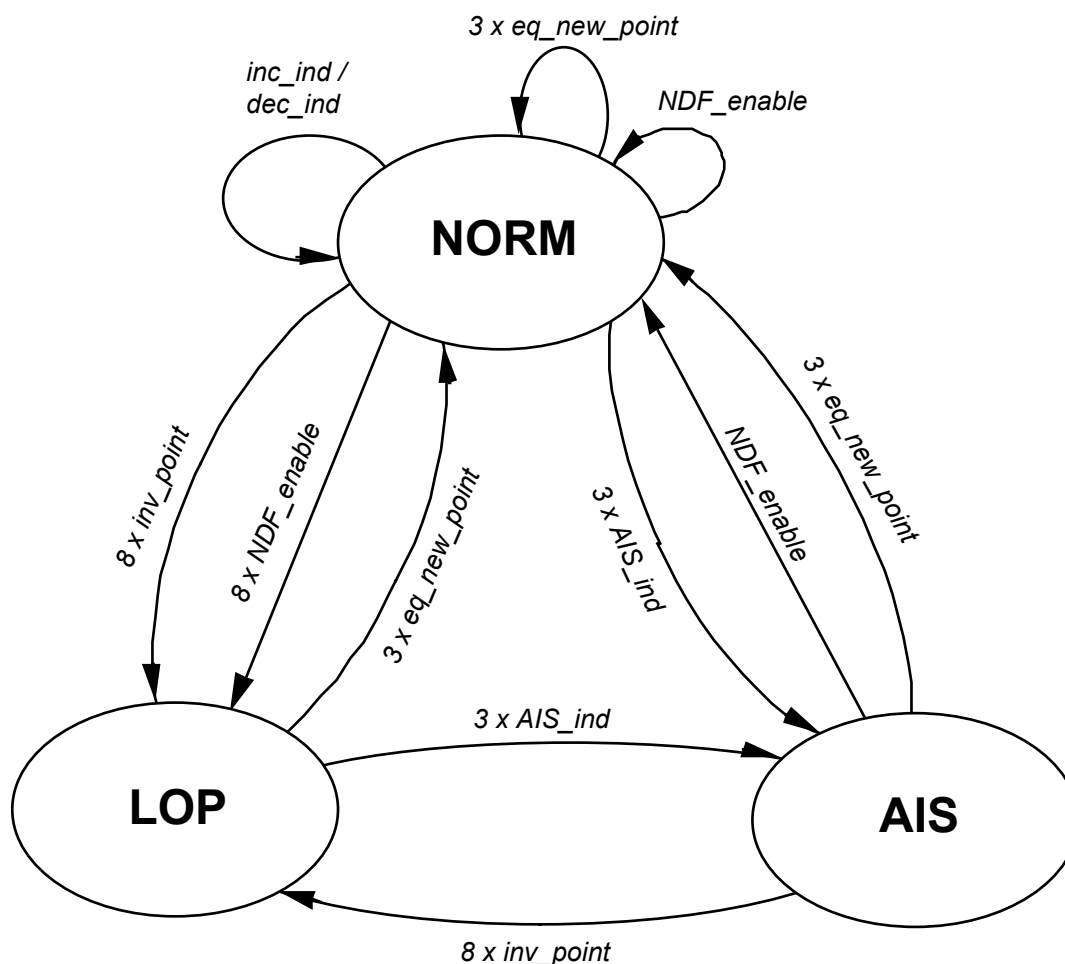 3 x eq_new_point
inc_ind /
dec_ind
NDF_enable
NORM
8 x inv_point
8 x NDF_enable
3 x eq_new_point
3 x AIS_ind
NDF_enable
3 x eq_new_point
3 x AIS_ind
LOP
AIS
8 x inv_point